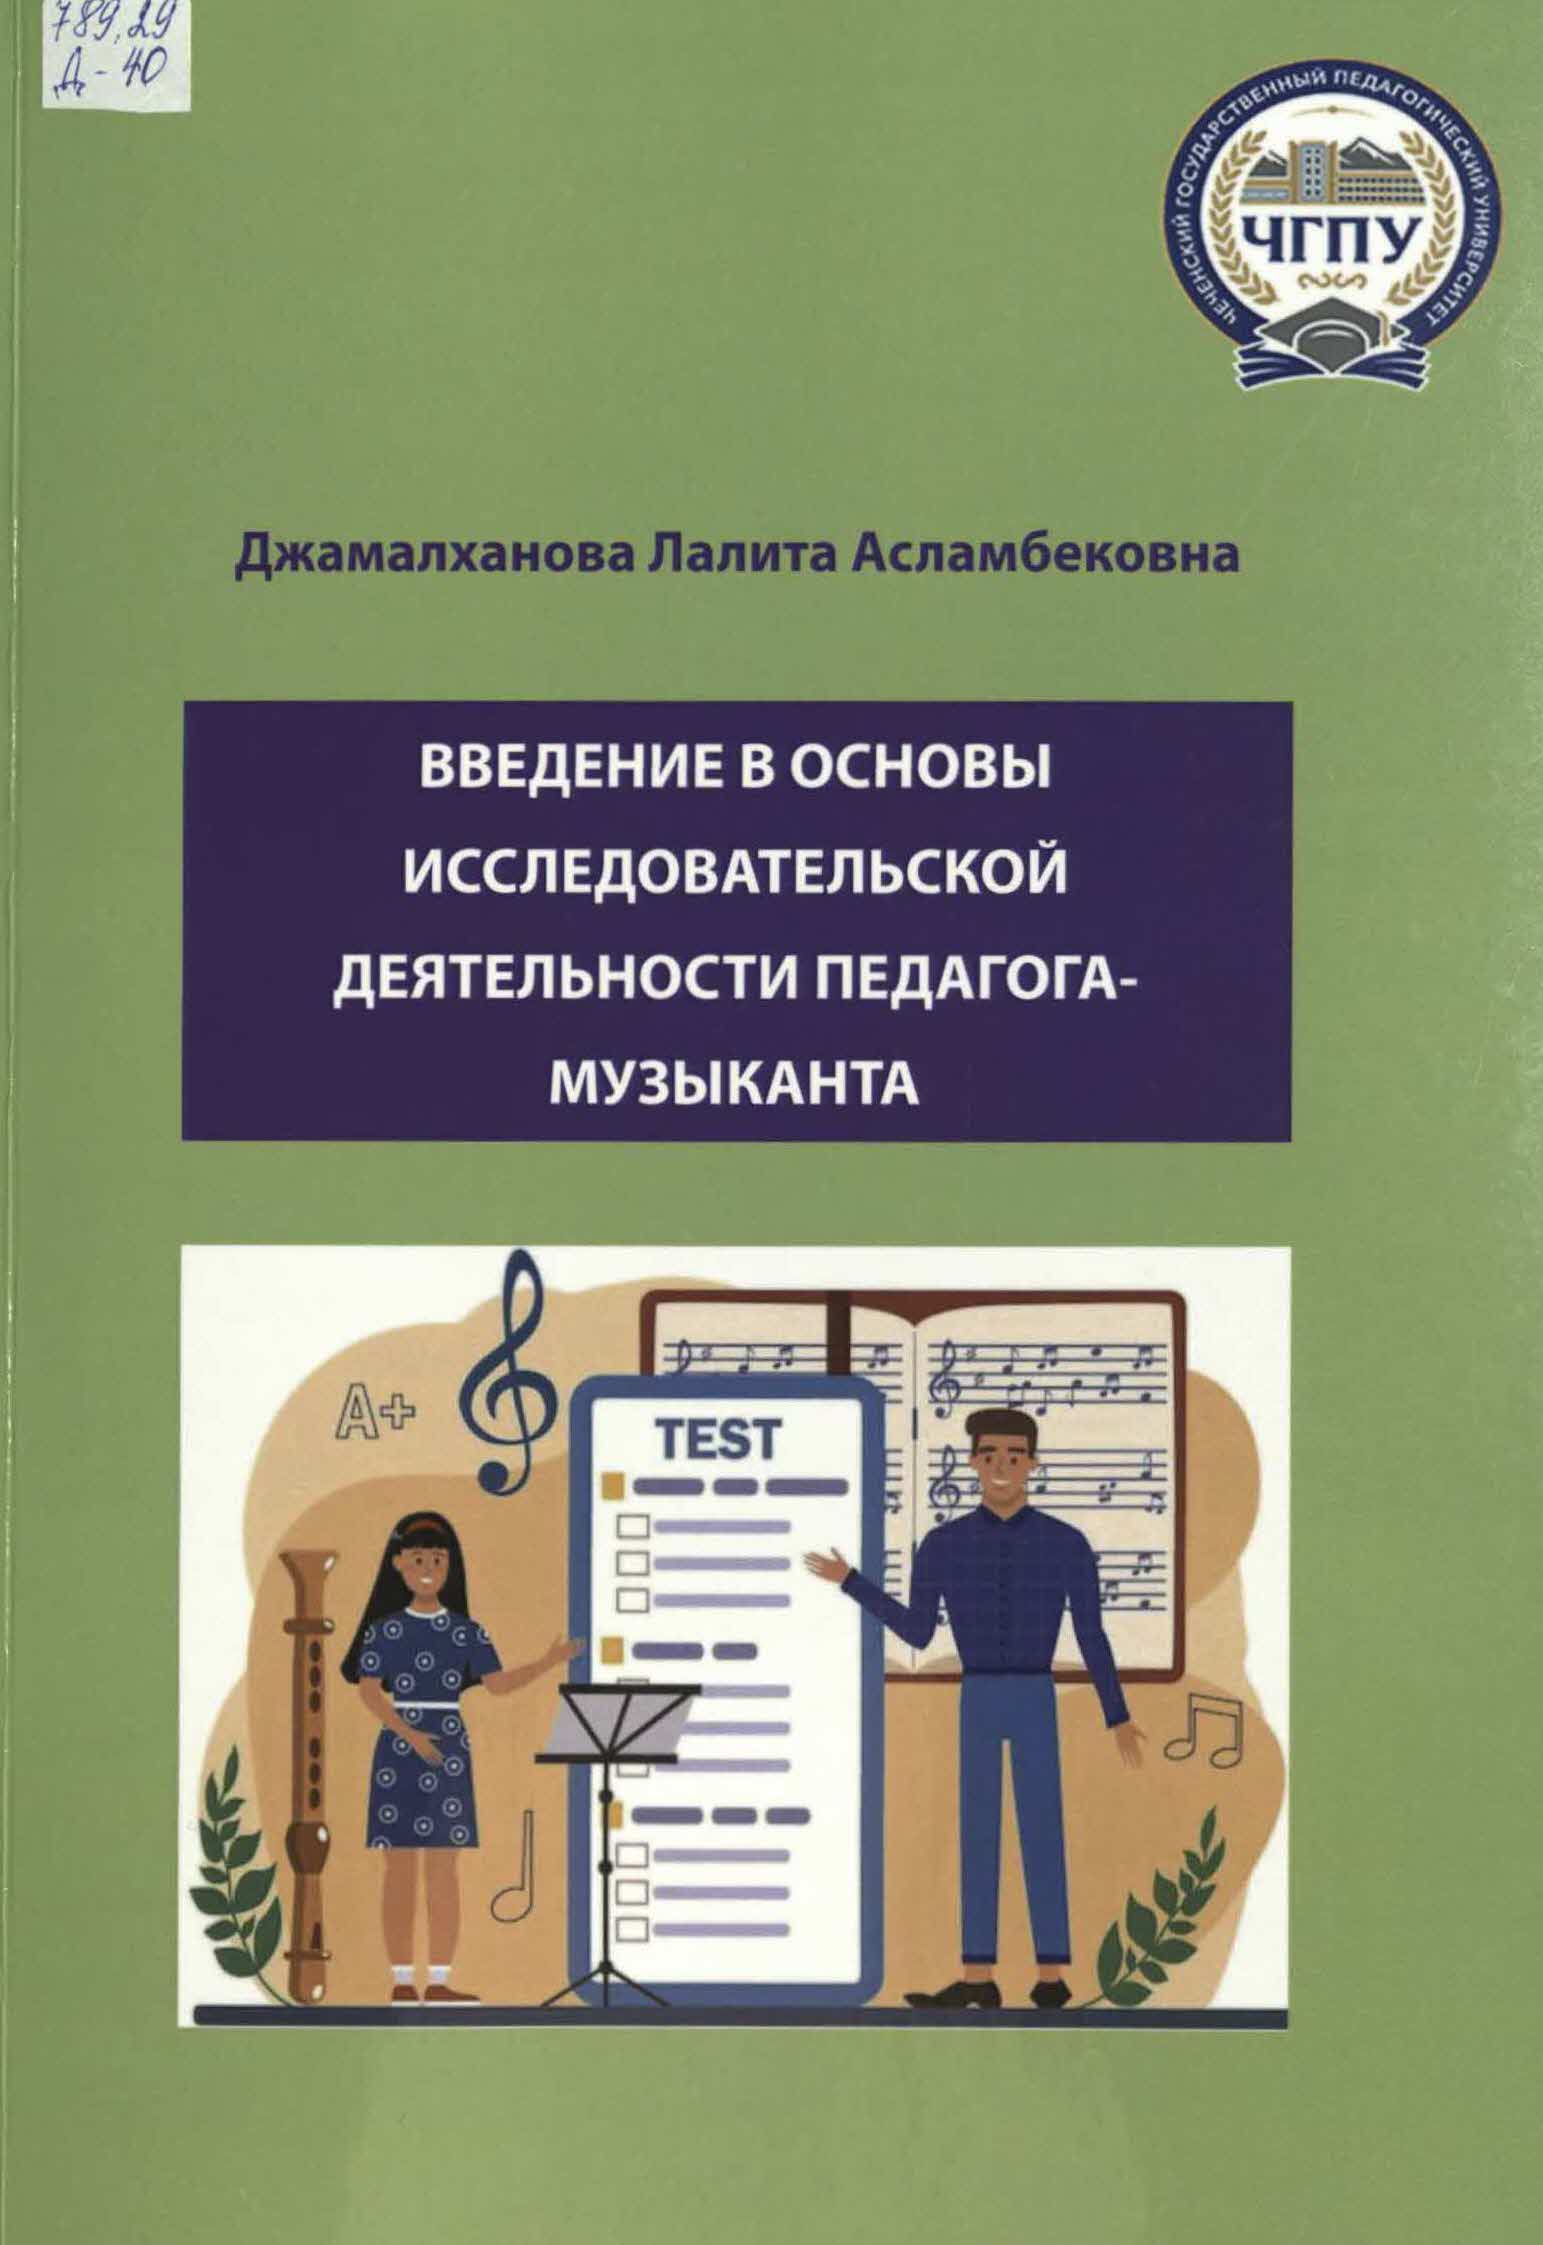 789,29
Д-40
ЧЕЧЕНСКИЙ ГОСУДАРСТВЕННЫЙ ПЕДАГОГИЧЕСКИЙ УНИВЕРСИТЕТ
ЧГПУ
Джамалханова Лалита Асламбековна
ВВЕДЕНИЕ В ОСНОВЫ
ИССЛЕДОВАТЕЛЬСКОЙ
ДЕЯТЕЛЬНОСТИ ПЕДАГОГА-
МУЗЫКАНТА
A+
TEST